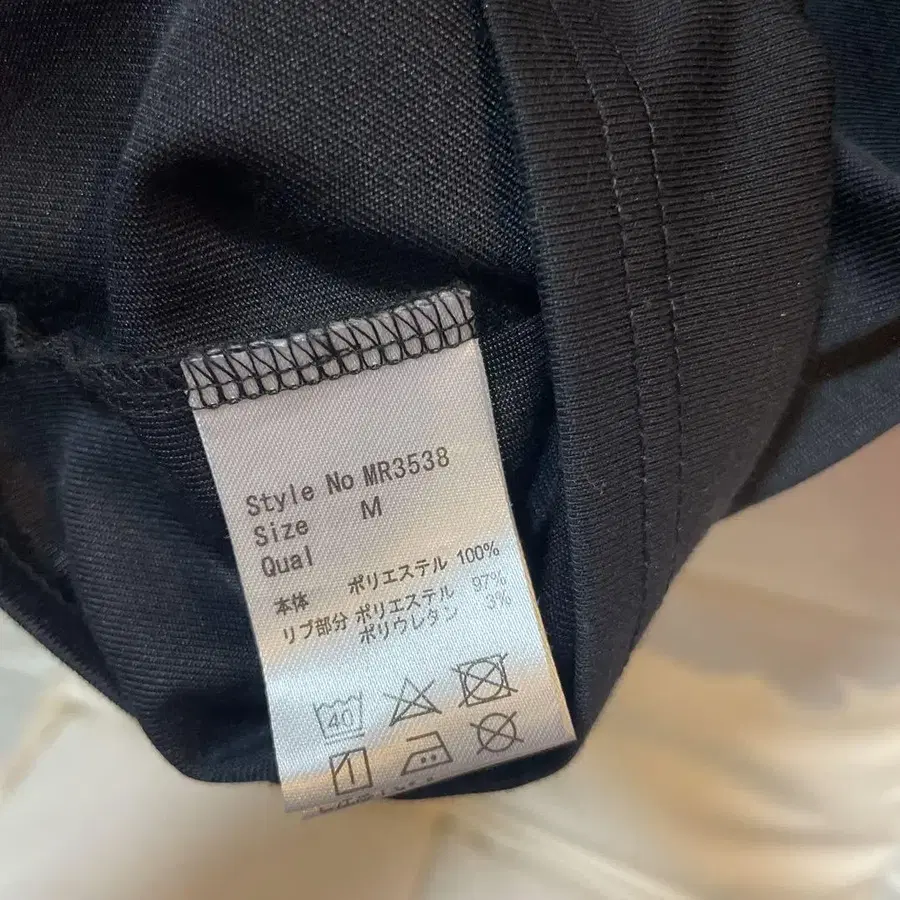 Style No MR3538
Size M
Qual
本体 ポリエステル 100%
リブ部分 ポリエステル 97%
ポリウレタン 3%
40